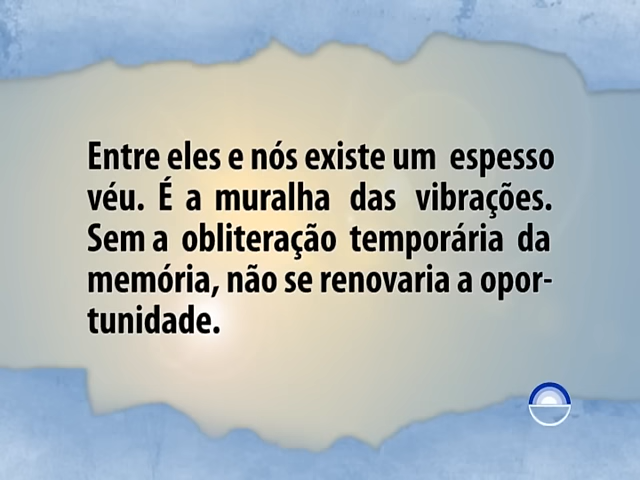 Entre eles e nós existe um espesso
véu. É a muralha das vibrações.
Sem a obliteração temporária da
memória, não se renovaria a opor-
tunidade.